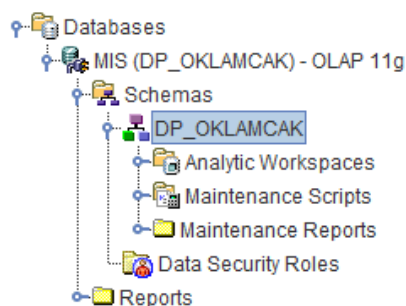 Databases
MIS (DP_OKLAMCAK) - OLAP 11g
Schemas
DP_OKLAMCAK
Analytic Workspaces
Maintenance Scripts
Maintenance Reports
Data Security Roles
Reports